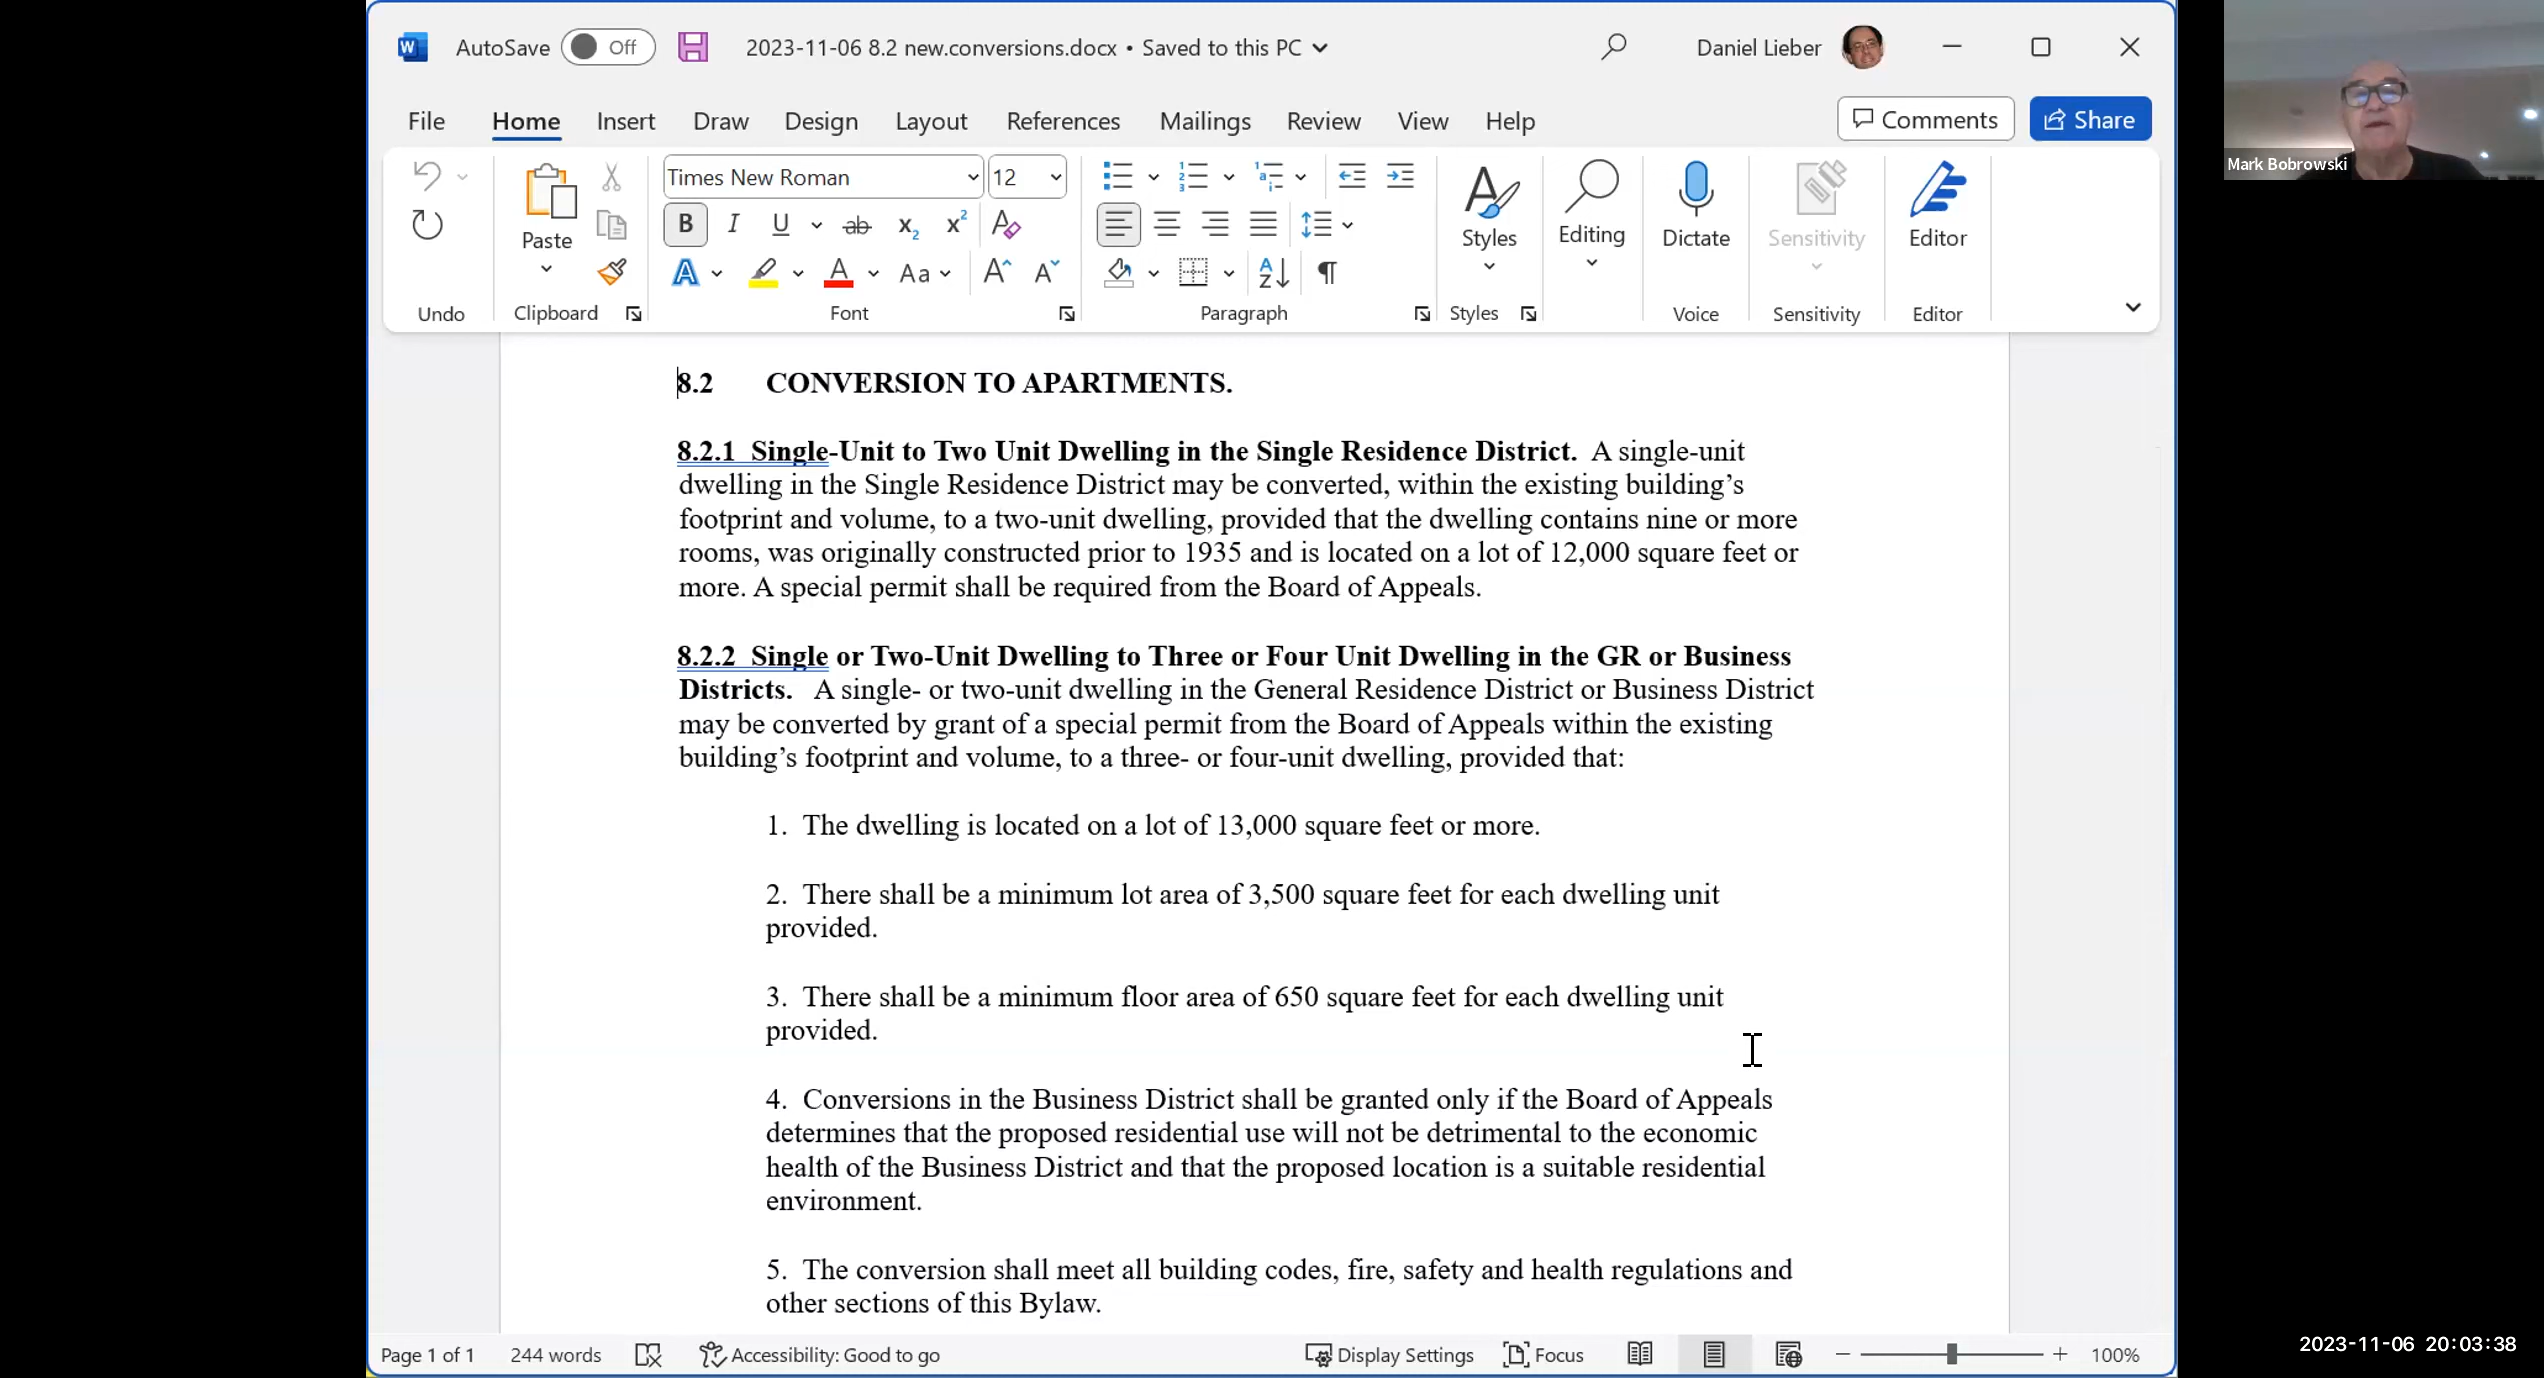 AutoSave Off 2023-11-06 8.2 new.conversions.docx • Saved to this PC Daniel Lieber
File Home Insert Draw Design Layout References Mailings Review View Help Comments Share
Times New Roman 12
Paste Styles Editing Dictate Sensitivity Editor
Undo Clipboard Font Paragraph Styles Voice Sensitivity Editor
Mark Bobrowski
8.2 CONVERSION TO APARTMENTS.
8.2.1 Single-Unit to Two Unit Dwelling in the Single Residence District. A single-unit
dwelling in the Single Residence District may be converted, within the existing building’s
footprint and volume, to a two-unit dwelling, provided that the dwelling contains nine or more
rooms, was originally constructed prior to 1935 and is located on a lot of 12,000 square feet or
more. A special permit shall be required from the Board of Appeals.
8.2.2 Single or Two-Unit Dwelling to Three or Four Unit Dwelling in the GR or Business
Districts. A single- or two-unit dwelling in the General Residence District or Business District
may be converted by grant of a special permit from the Board of Appeals within the existing
building’s footprint and volume, to a three- or four-unit dwelling, provided that:
1. The dwelling is located on a lot of 13,000 square feet or more.
2. There shall be a minimum lot area of 3,500 square feet for each dwelling unit
provided.
3. There shall be a minimum floor area of 650 square feet for each dwelling unit
provided.
4. Conversions in the Business District shall be granted only if the Board of Appeals
determines that the proposed residential use will not be detrimental to the economic
health of the Business District and that the proposed location is a suitable residential
environment.
5. The conversion shall meet all building codes, fire, safety and health regulations and
other sections of this Bylaw.
Page 1 of 1 244 words Accessibility: Good to go Display Settings Focus 100%
2023-11-06 20:03:38